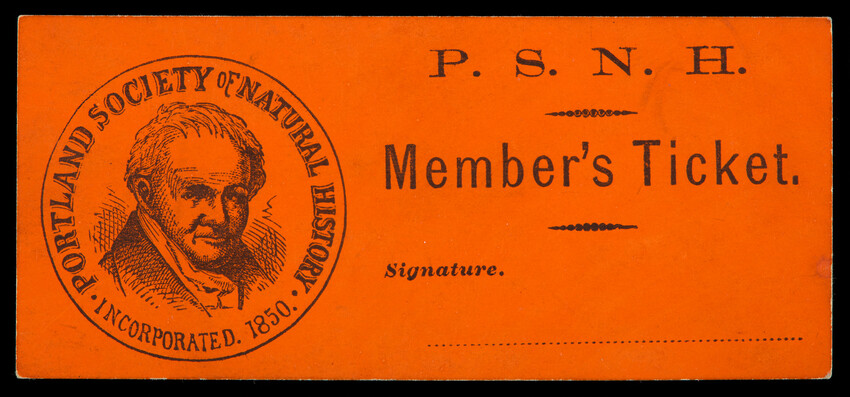 PORTLAND SOCIETY OF NATURAL HISTORY
· INCORPORATED. 1850. ·
P. S. N. H.
Member's Ticket.
Signature.